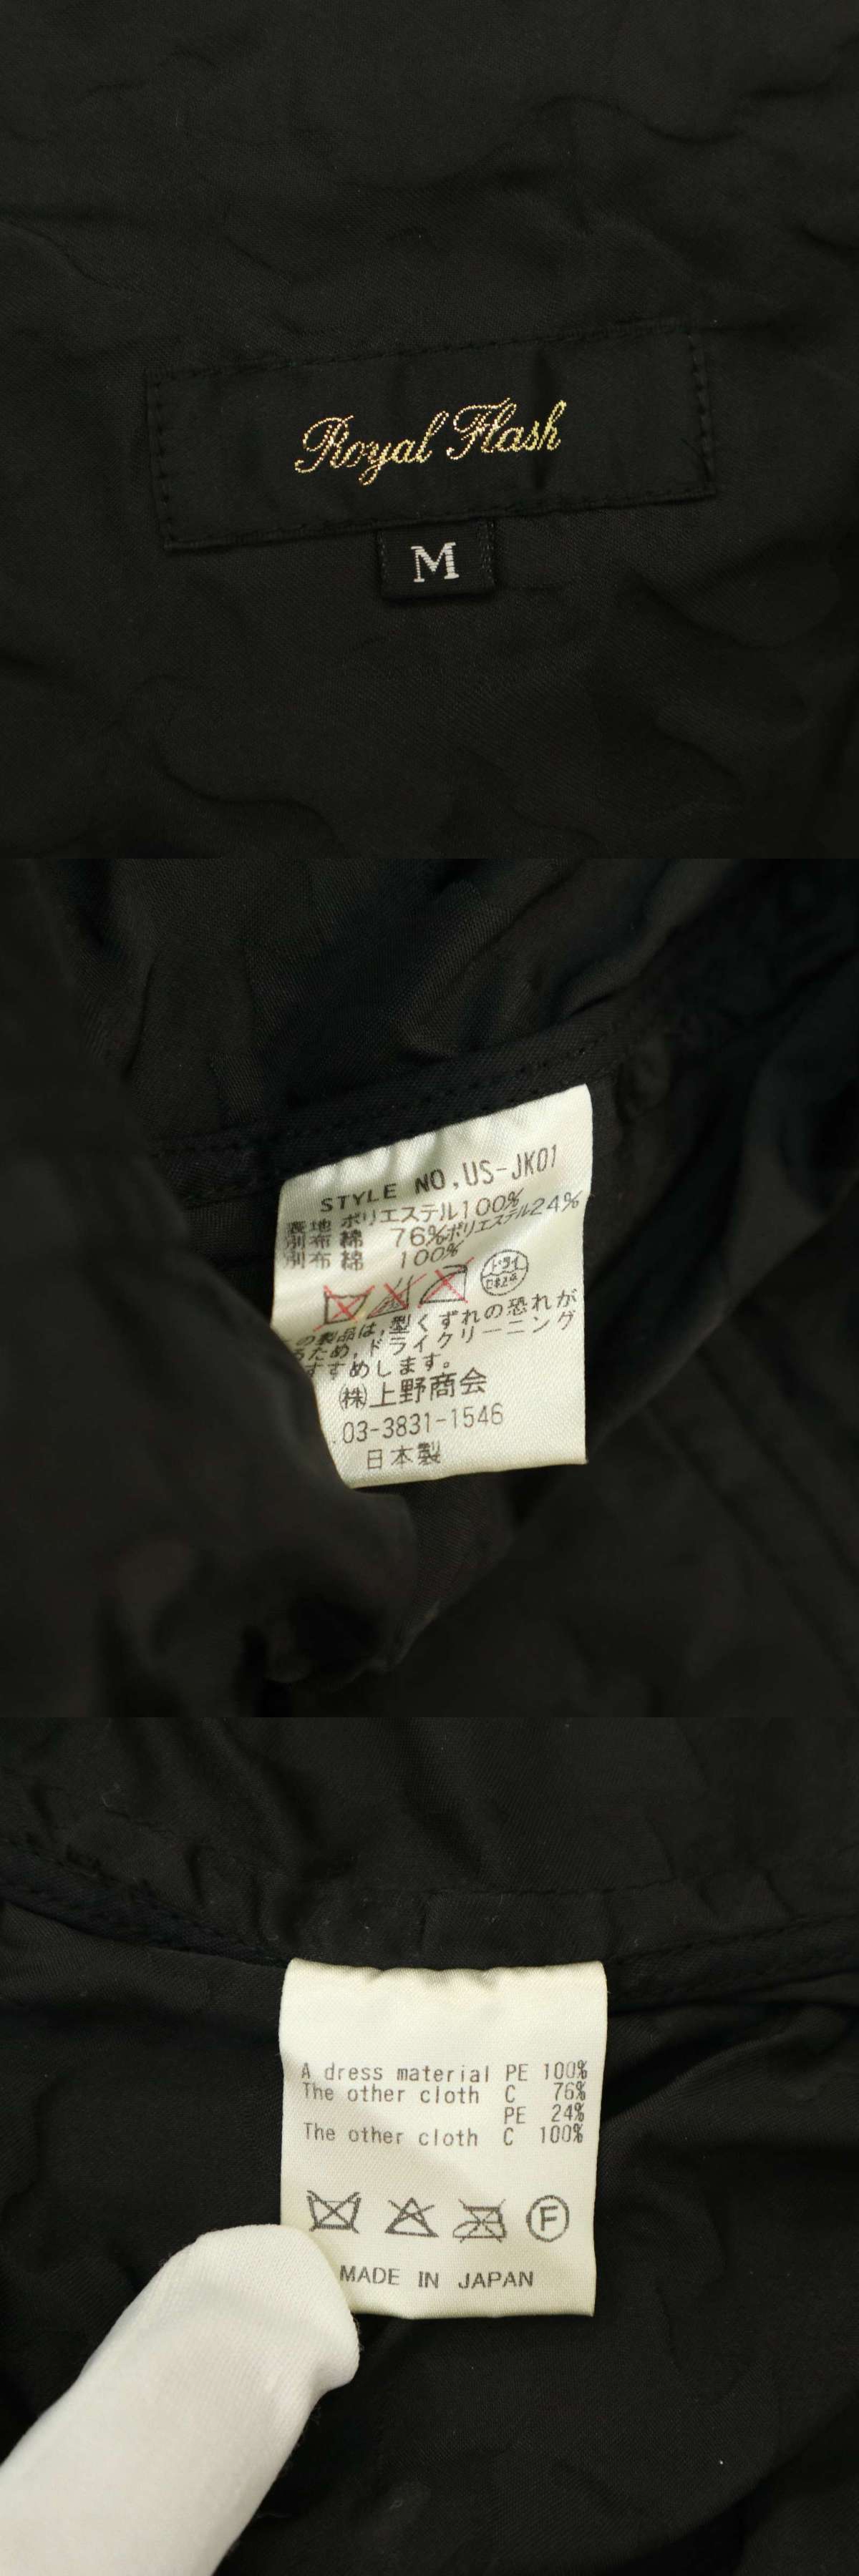 Royal Flash
M
STYLE NO,US-JK01
表地 ポリエステル100%
別布 綿 76%ポリエステル24%
別布 綿 100%
ドライ
の製品は,型くずれの恐れが
るため,ドライクリーニング
すすめします。
(株)上野商会
03-3831-1546
日本製
A dress material PE 100%
The other cloth C 76%
PE 24%
The other cloth C 100%
F
MADE IN JAPAN